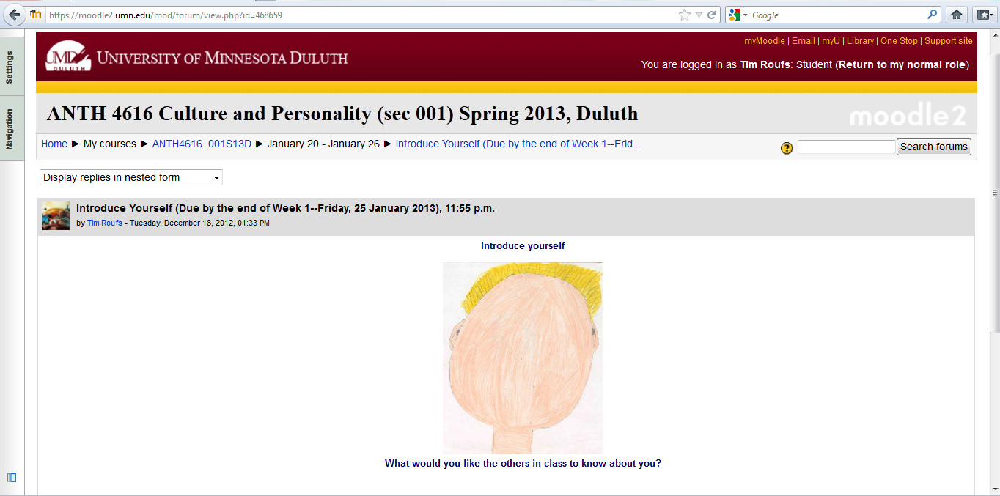 https://moodle2.umn.edu/mod/forum/view.php?id=468659
Google
Settings
Navigation
UMD
DULUTH
UNIVERSITY OF MINNESOTA DULUTH
myMoodle | Email | myU | Library | One Stop | Support site
You are logged in as Tim Roufs: Student (Return to my normal role)
ANTH 4616 Culture and Personality (sec 001) Spring 2013, Duluth
moodle2
Home ► My courses ► ANTH4616_001S13D ► January 20 - January 26 ► Introduce Yourself (Due by the end of Week 1--Frid...
?
Search forums
Display replies in nested form
Introduce Yourself (Due by the end of Week 1--Friday, 25 January 2013), 11:55 p.m.
by Tim Roufs - Tuesday, December 18, 2012, 01:33 PM
Introduce yourself
What would you like the others in class to know about you?